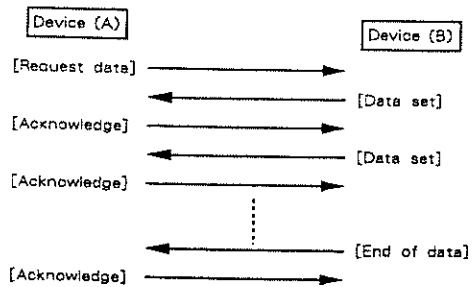 Device (A)
Device (B)
[Request data]
[Data set]
[Acknowledge]
[Data set]
[Acknowledge]
[End of data]
[Acknowledge]